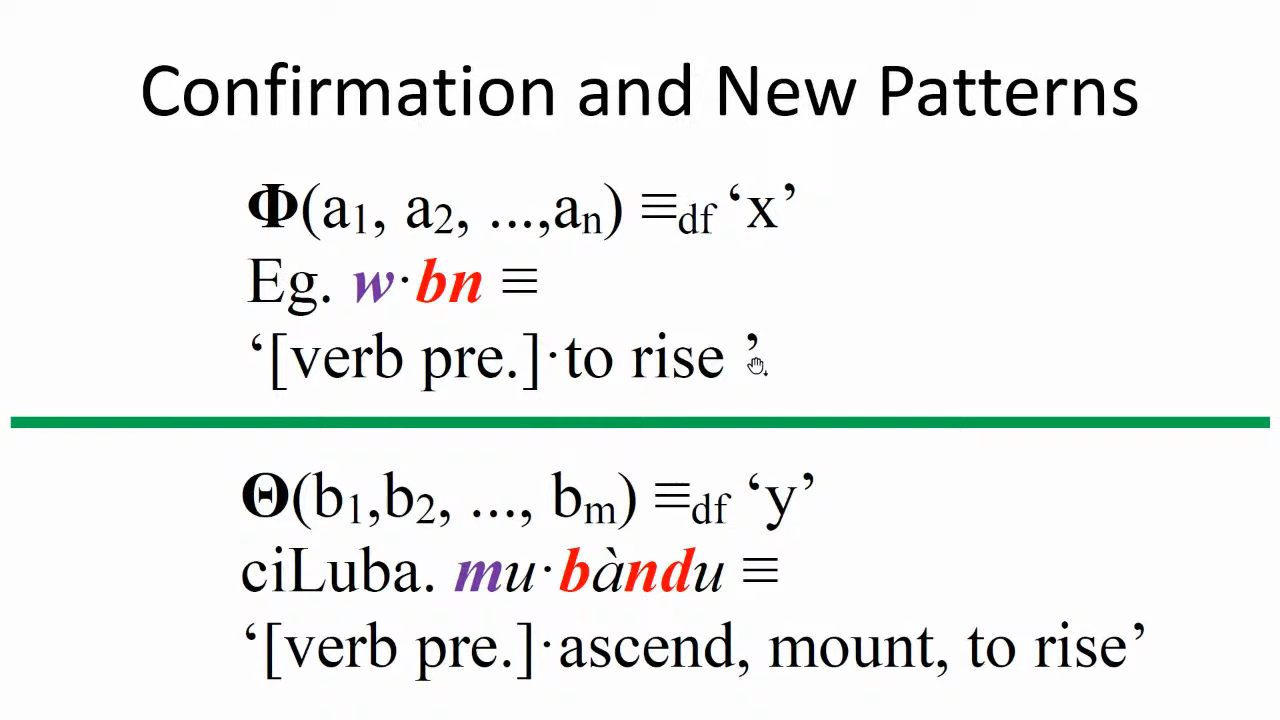 Confirmation and New Patterns
Φ(a1, a2, ...,an) ≡df ‘x’
Eg. w·bn ≡
‘[verb pre.]·to rise ’
Θ(b1,b2, ..., bm) ≡df ‘y’
ciLuba. mu·bàndu ≡
‘[verb pre.]·ascend, mount, to rise’